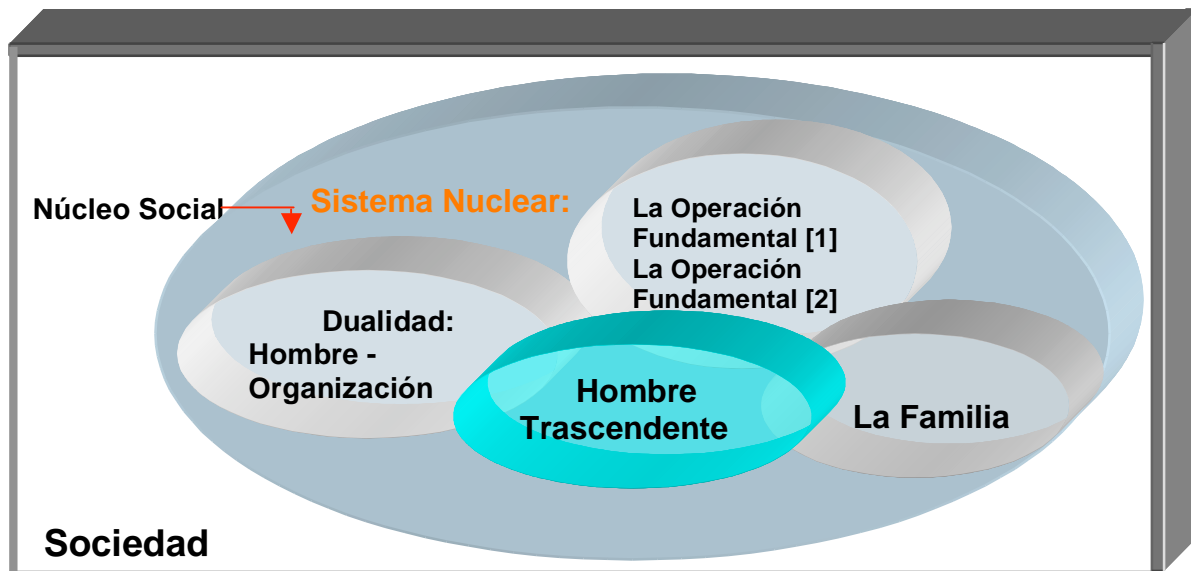 Núcleo Social
Sistema Nuclear:
La Operación
Fundamental [1]
La Operación
Fundamental [2]
Dualidad:
Hombre -
Organización
Hombre
Trascendente
La Familia
Sociedad